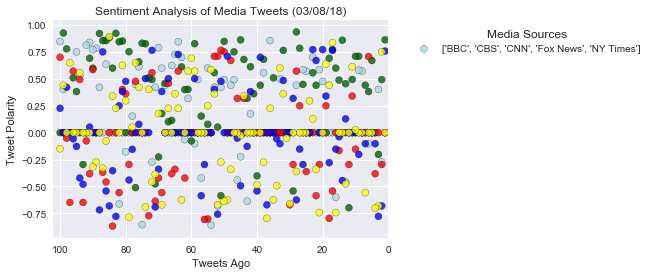 Sentiment Analysis of Media Tweets (03/08/18)
Media Sources
['BBC', 'CBS', 'CNN', 'Fox News', 'NY Times']
Tweet Polarity
1.00
0.75
0.50
0.25
0.00
−0.25
−0.50
−0.75
100
80
60
40
20
0
Tweets Ago